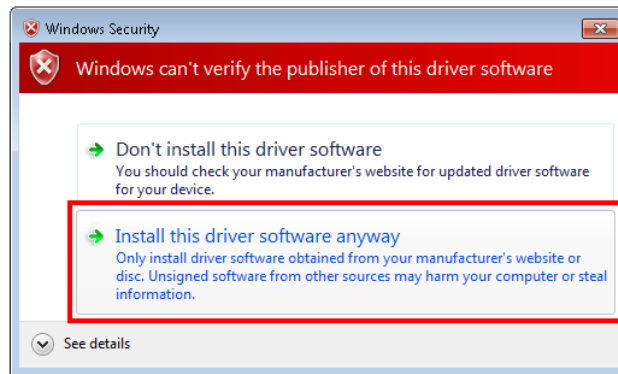 Windows Security
Windows can't verify the publisher of this driver software
Don't install this driver software
You should check your manufacturer's website for updated driver software
for your device.
Install this driver software anyway
Only install driver software obtained from your manufacturer's website or
disc. Unsigned software from other sources may harm your computer or steal
information.
See details